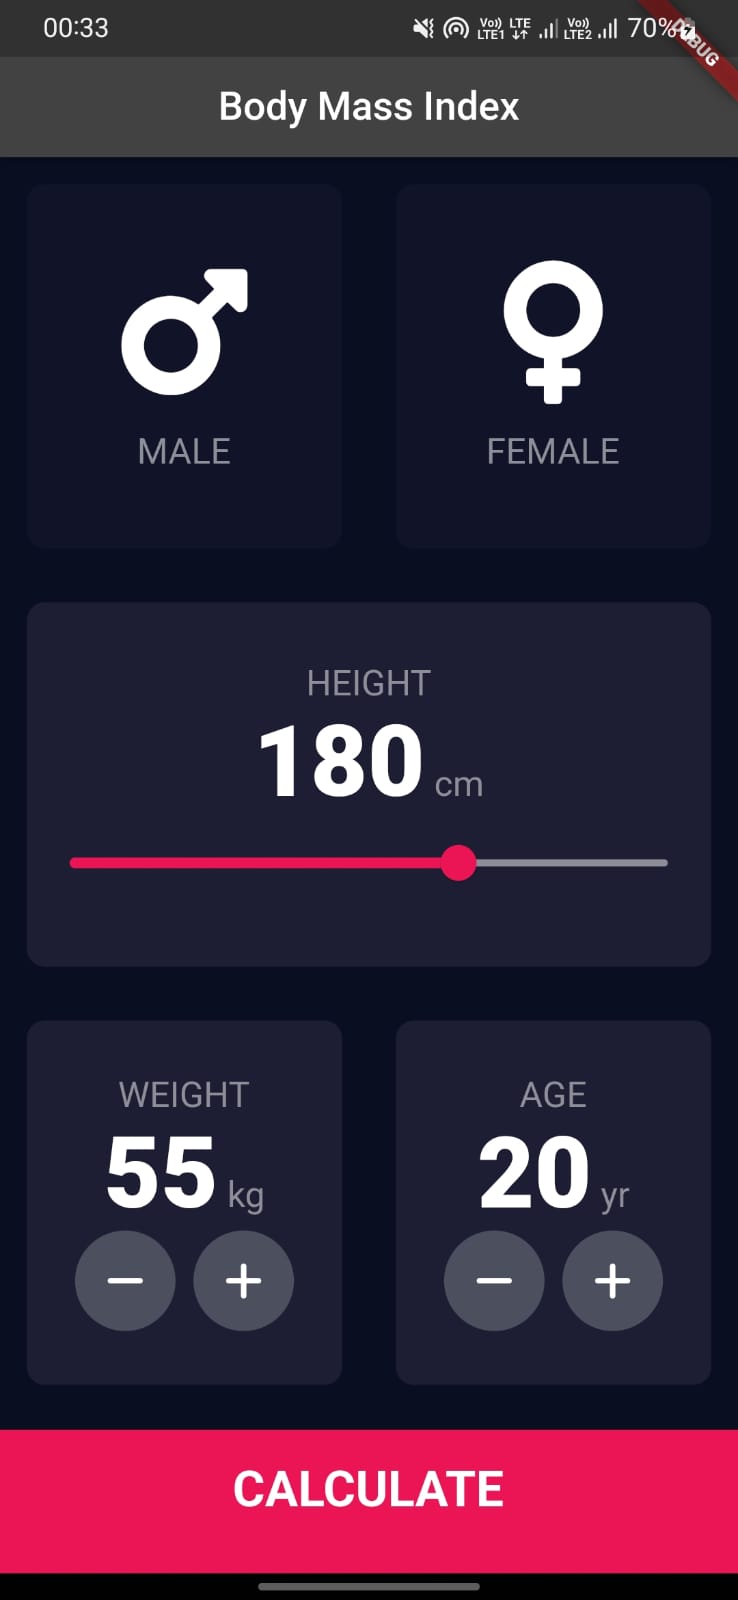 00:33 Vo)) LTE1 LTE Vo)) LTE2 70%
DEBUG
Body Mass Index
MALE FEMALE
HEIGHT
180 cm
WEIGHT AGE
55 kg 20 yr
− + − +
CALCULATE